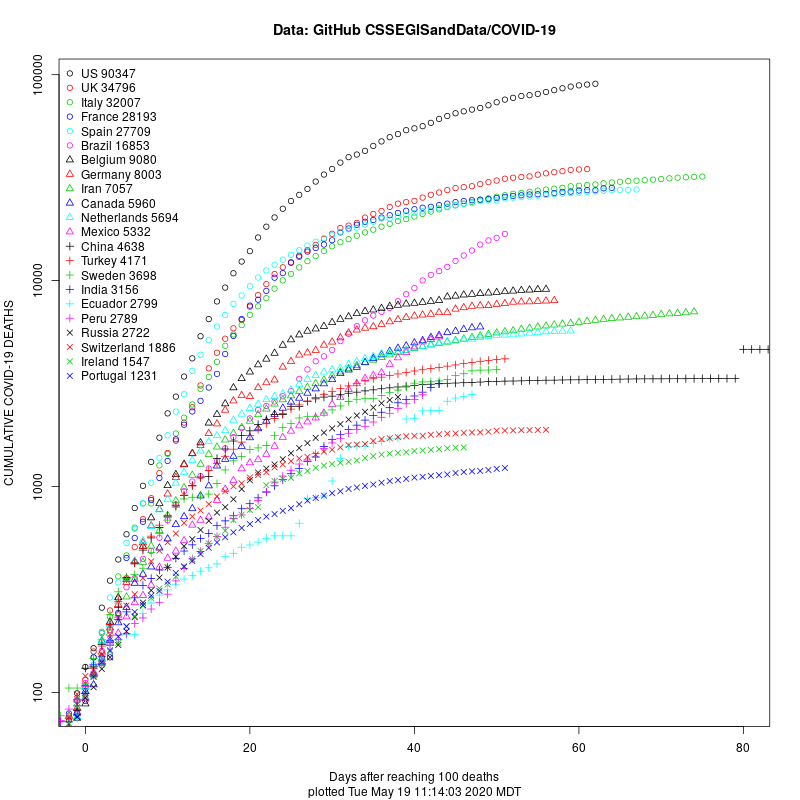 Data: GitHub CSSEGISandData/COVID-19
US 90347
UK 34796
Italy 32007
France 28193
Spain 27709
Brazil 16853
Belgium 9080
Germany 8003
Iran 7057
Canada 5960
Netherlands 5694
Mexico 5332
China 4638
Turkey 4171
Sweden 3698
India 3156
Ecuador 2799
Peru 2789
Russia 2722
Switzerland 1886
Ireland 1547
Portugal 1231
CUMULATIVE COVID-19 DEATHS
100000
10000
1000
100
0 20 40 60 80
Days after reaching 100 deaths
plotted Tue May 19 11:14:03 2020 MDT